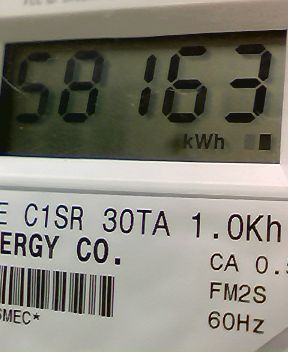 58163
kWh
E C1SR 30TA 1.0Kh
ERGY CO.
CA 0.5
FM2S
SMEC*
60Hz